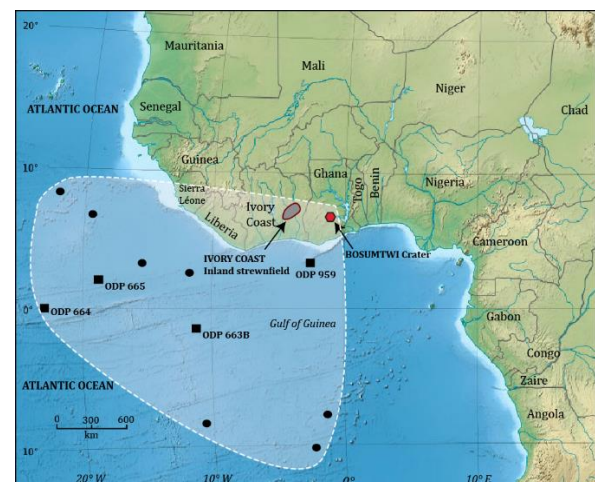 20°
Mauritania
Mali
Niger
ATLANTIC OCEAN
Senegal
Chad
10°
Guinea
Ghana
Togo
Benin
Nigeria
Sierra
Léone
Ivory
Coast
Liberia
Cameroon
IVORY COAST
Inland strewnfield
BOSUMTWI Crater
ODP 959
ODP 665
ODP 664
0°
Gulf of Guinea
Gabon
ODP 663B
Congo
ATLANTIC OCEAN
Zaire
0 300 600
km
Angola
10°
20° W
10° W
0°
10° E